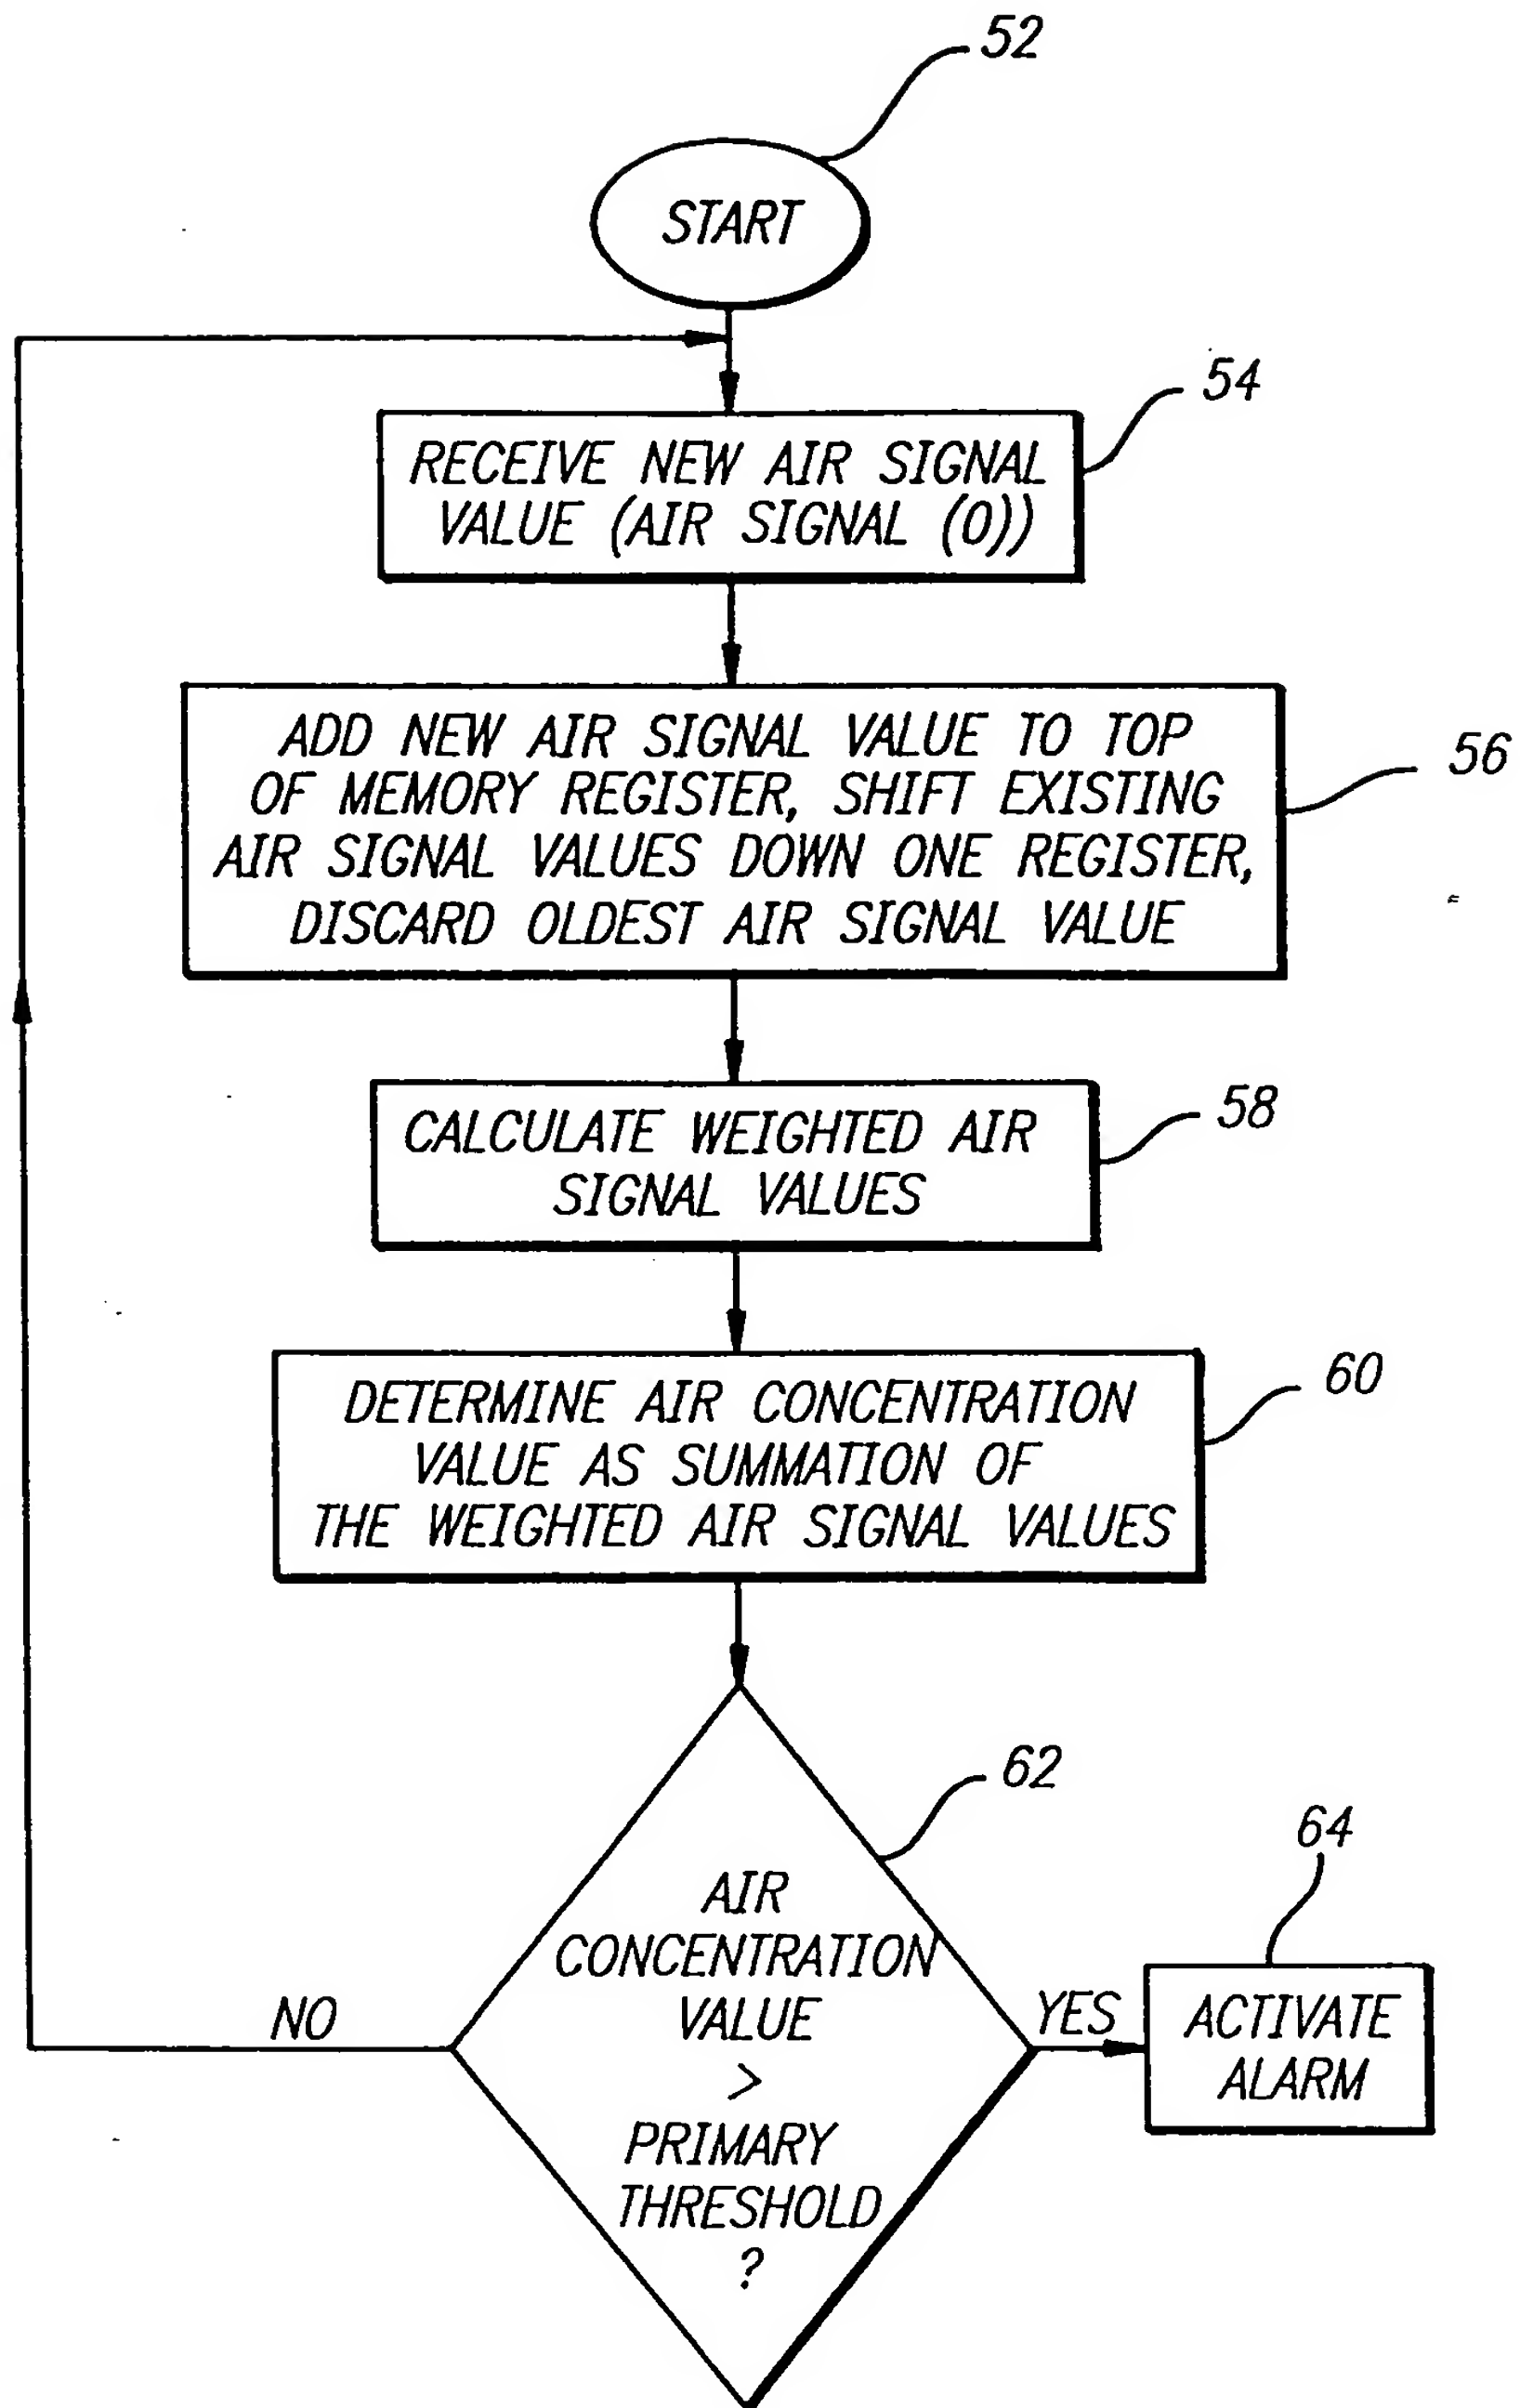 52
START
54
RECEIVE NEW AIR SIGNAL
VALUE (AIR SIGNAL (0))
56
ADD NEW AIR SIGNAL VALUE TO TOP
OF MEMORY REGISTER, SHIFT EXISTING
AIR SIGNAL VALUES DOWN ONE REGISTER,
DISCARD OLDEST AIR SIGNAL VALUE
58
CALCULATE WEIGHTED AIR
SIGNAL VALUES
60
DETERMINE AIR CONCENTRATION
VALUE AS SUMMATION OF
THE WEIGHTED AIR SIGNAL VALUES
62
AIR
CONCENTRATION
VALUE
>
PRIMARY
THRESHOLD
?
NO
YES
64
ACTIVATE
ALARM